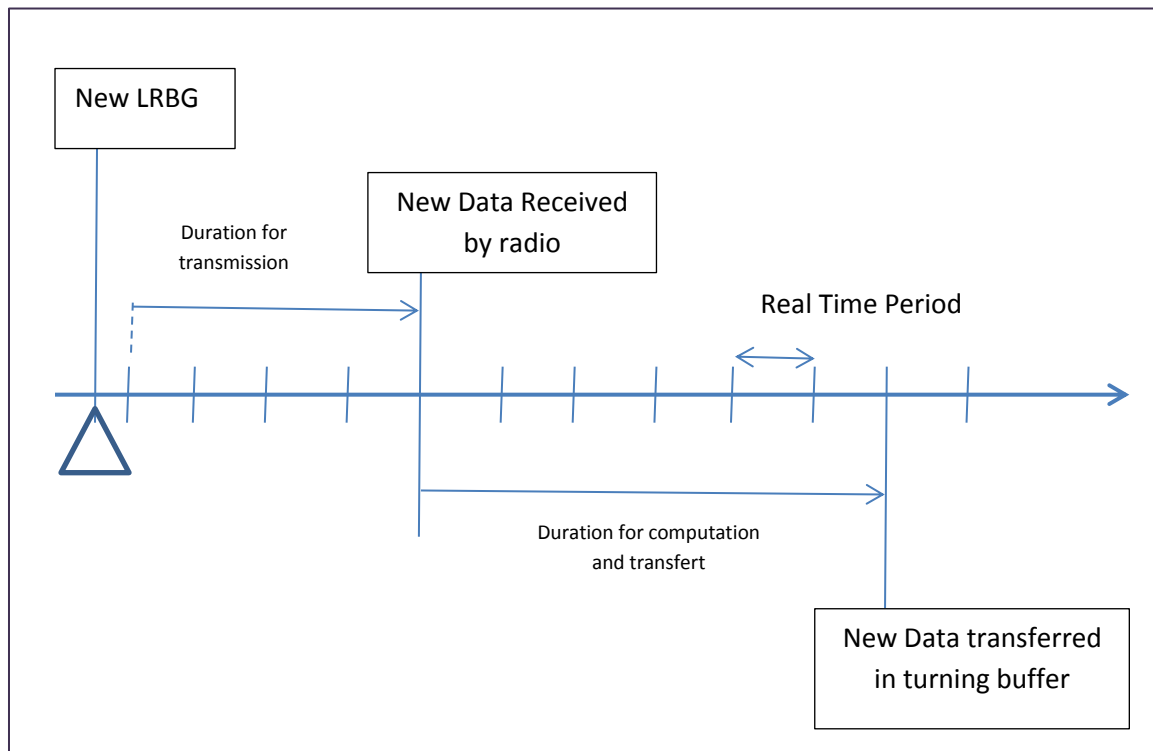 New LRBG
New Data Received
by radio
Duration for
transmission
Real Time Period
Duration for computation
and transfert
New Data transferred
in turning buffer